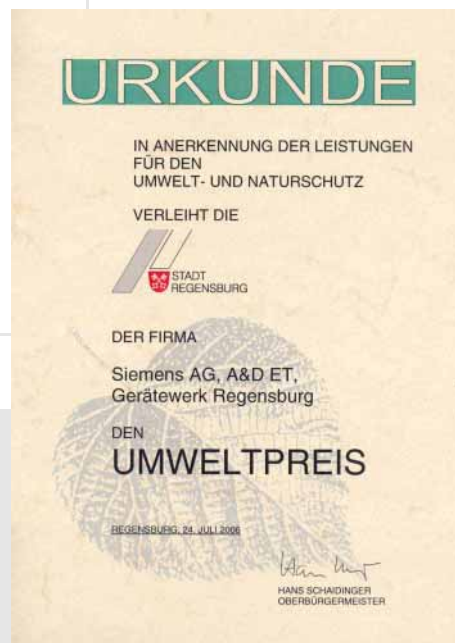 URKUNDE
IN ANERKENNUNG DER LEISTUNGEN
FÜR DEN
UMWELT- UND NATURSCHUTZ
VERLEIHT DIE
STADT
REGENSBURG
DER FIRMA
Siemens AG, A&D ET,
Gerätewerk Regensburg
DEN
UMWELTPREIS
REGENSBURG, 24. JULI 2006
HANS SCHAIDINGER
OBERBÜRGERMEISTER